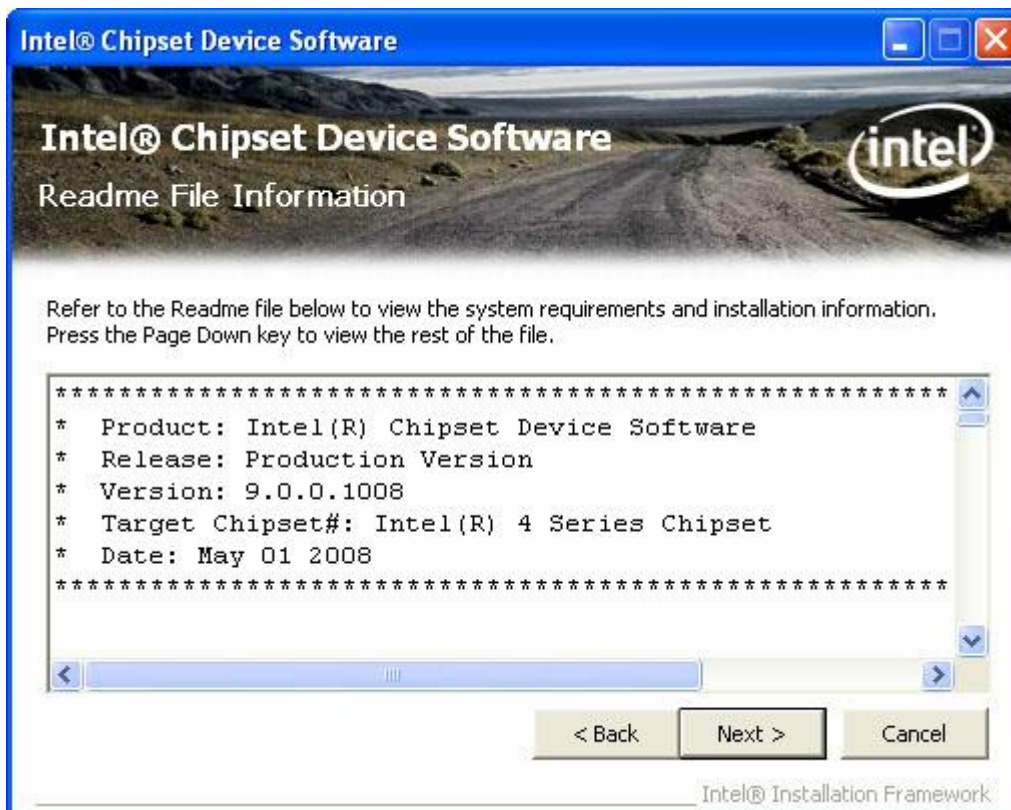 Intel® Chipset Device Software
Intel® Chipset Device Software
intel
Readme File Information
Refer to the Readme file below to view the system requirements and installation information.
Press the Page Down key to view the rest of the file.
********************************************************
*  Product: Intel(R) Chipset Device Software
*  Release: Production Version
*  Version: 9.0.0.1008
*  Target Chipset#: Intel(R) 4 Series Chipset
*  Date: May 01 2008
********************************************************
< Back  Next >  Cancel
Intel® Installation Framework